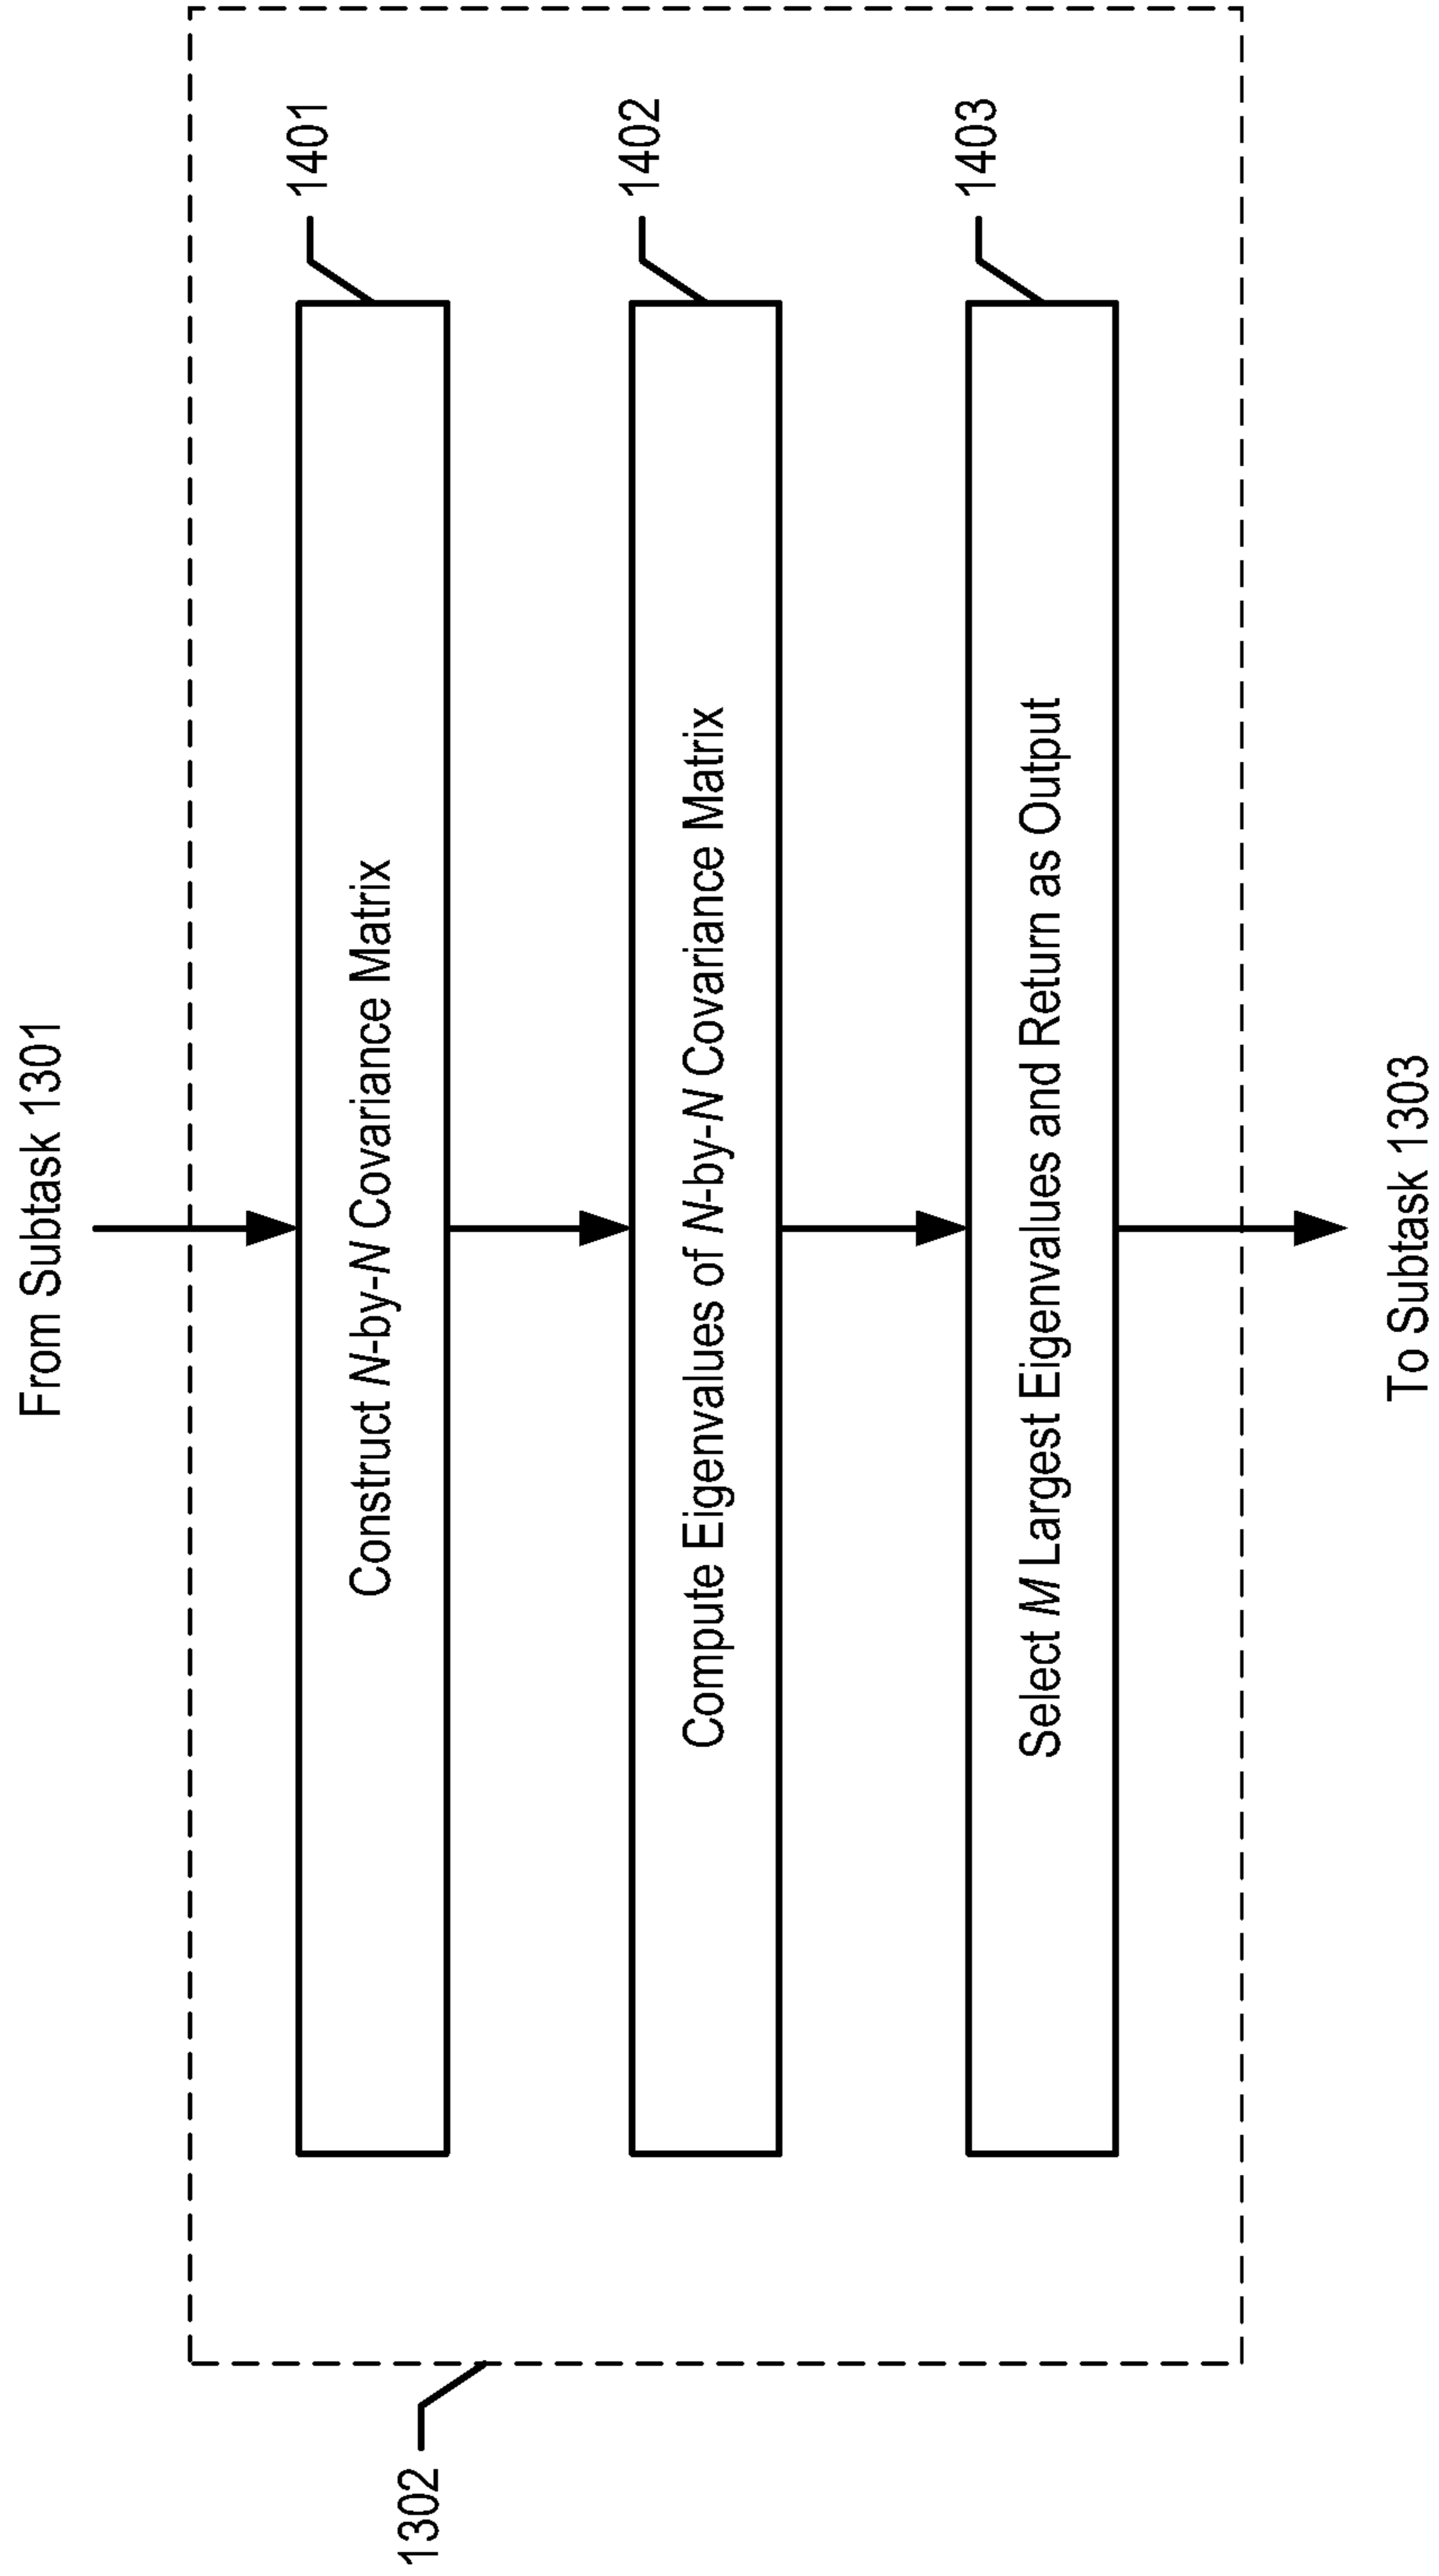 From Subtask 1301
1302
Construct N-by-N Covariance Matrix
1401
Compute Eigenvalues of N-by-N Covariance Matrix
1402
Select M Largest Eigenvalues and Return as Output
1403
To Subtask 1303